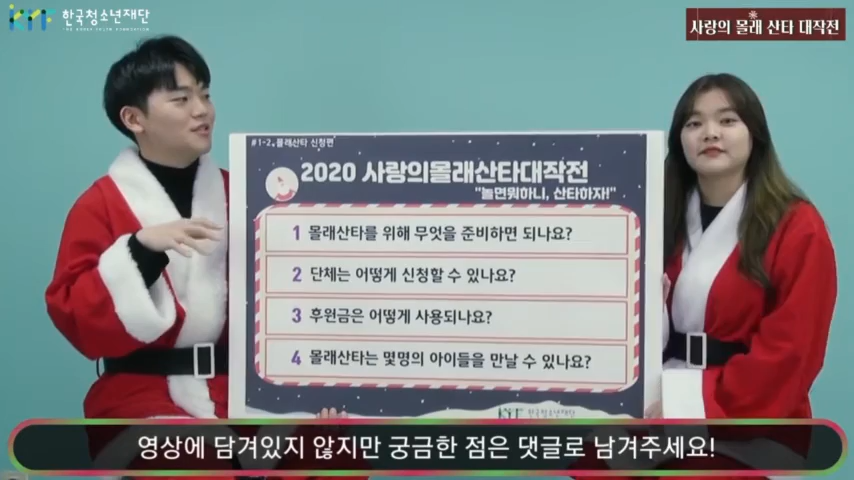 KYF 한국청소년재단
THE KOREA YOUTH FOUNDATION
사랑의 몰래 산타 대작전
#1-2. 몰래산타 신청편
2020 사랑의몰래산타대작전
"놀면뭐하니, 산타하자!"
1 몰래산타를 위해 무엇을 준비하면 되나요?
2 단체는 어떻게 신청할 수 있나요?
3 후원금은 어떻게 사용되나요?
4 몰래산타는 몇명의 아이들을 만날 수 있나요?
KYF 한국청소년재단
영상에 담겨있지 않지만 궁금한 점은 댓글로 남겨주세요!